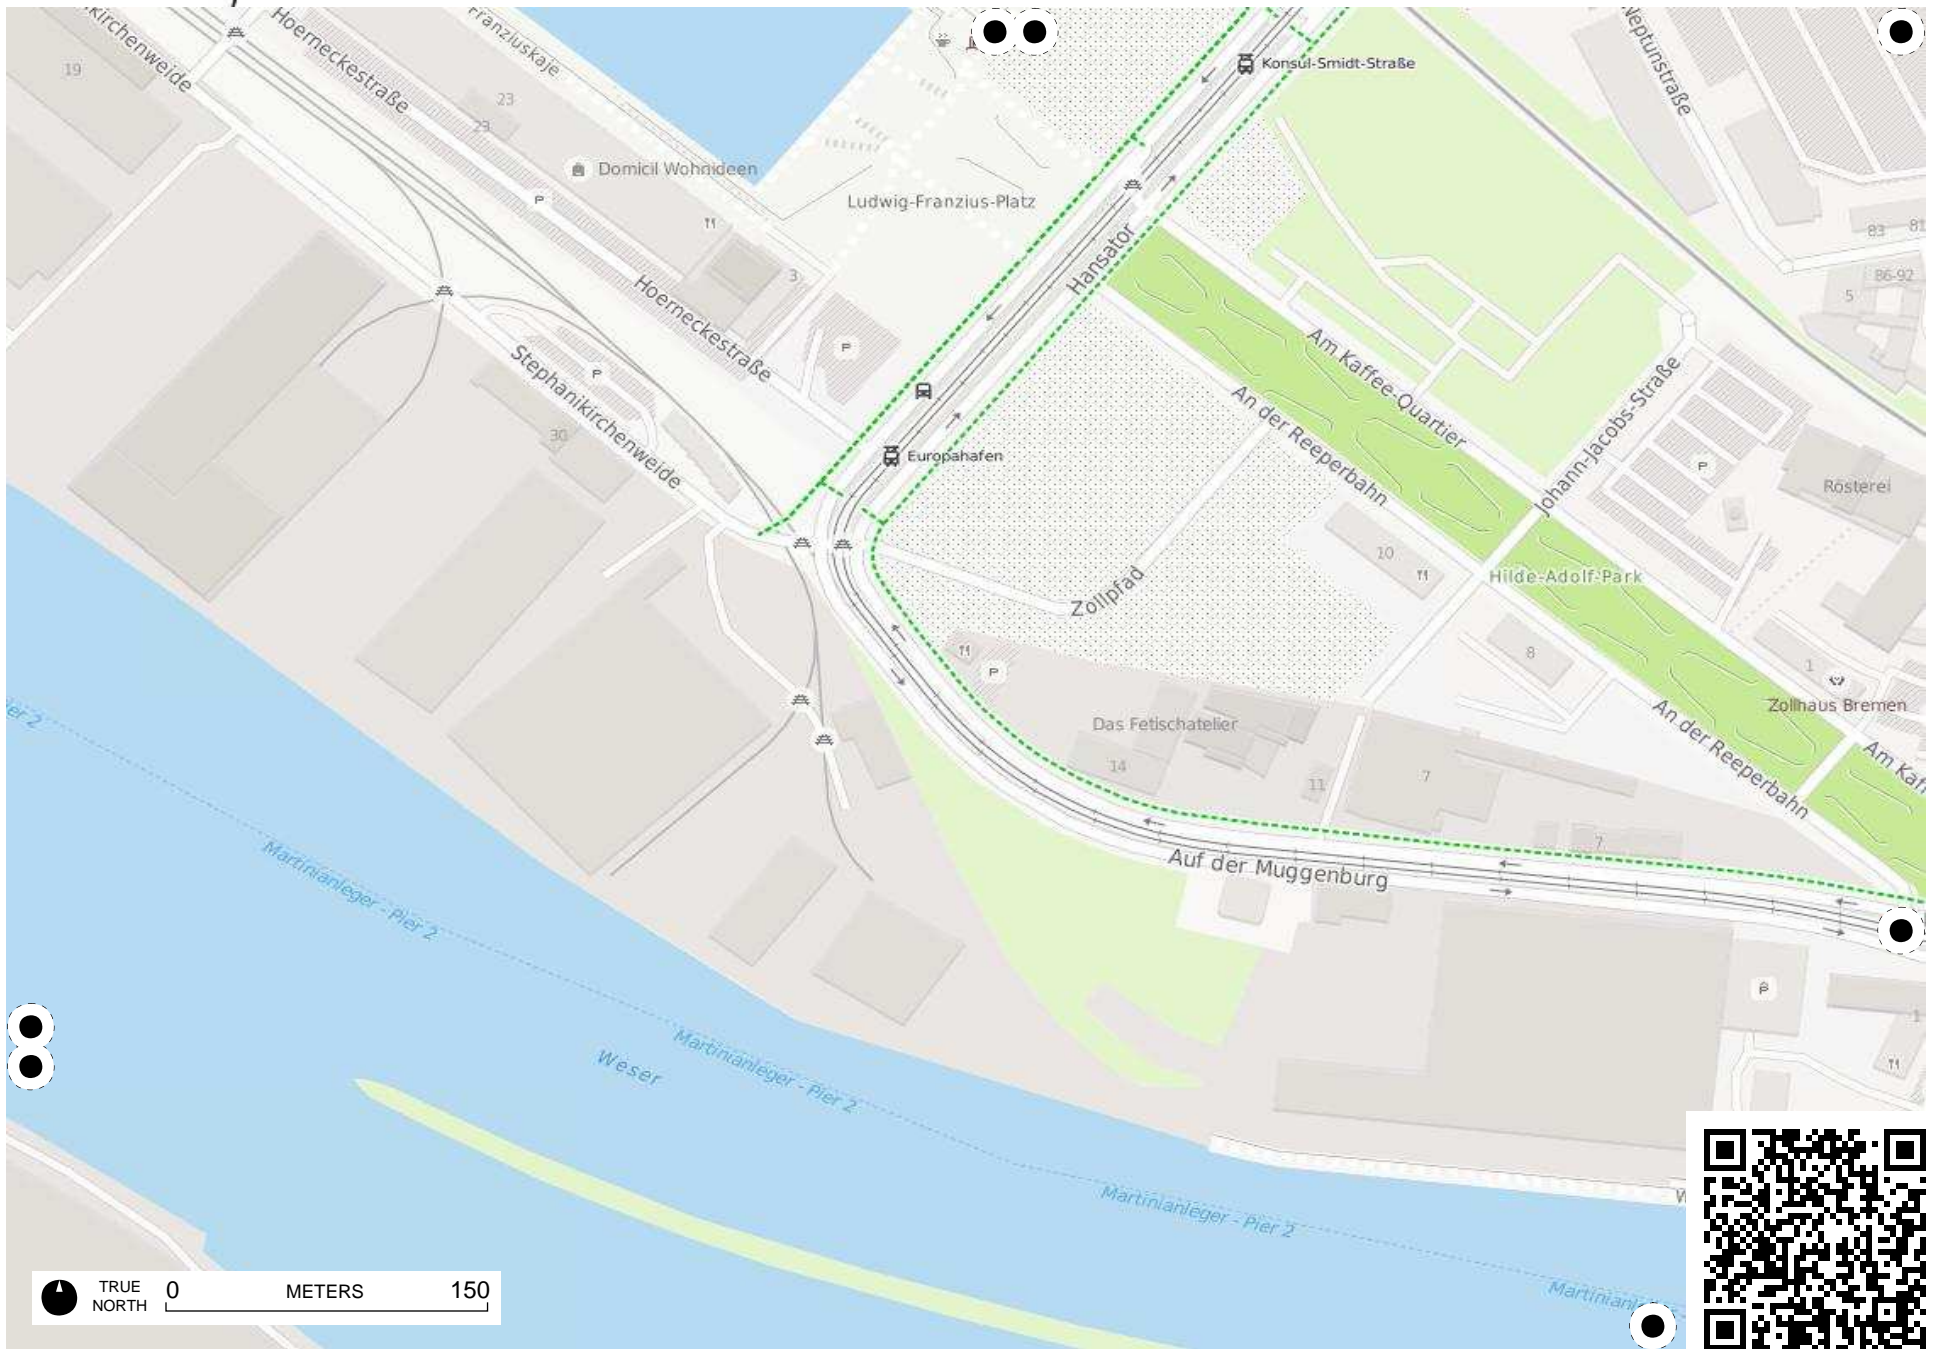 Neptunstraße
Hoerneckestraße
Franziuskaje
Konsul-Smidt-Straße
19
23
23
Domicil Wohnideen
Ludwig-Franzius-Platz
83
81
86-92
5
3
Hansator
Hoerneckestraße
P
P
P
Am Kaffee-Quartier
Stephanikirchenweide
An der Reeperbahn
Johann-Jacobs-Straße
30
Europahafen
P
Rösterei
10
Hilde-Adolf-Park
Zollpfad
8
1
P
Zollhaus Bremen
Das Fetischatelier
An der Reeperbahn
14
7
11
7
Auf der Muggenburg
Martinianleger - Pier 2
P
1
Martinianleger - Pier 2
Weser
Martinianleger - Pier 2
TRUE NORTH
0 METERS 150